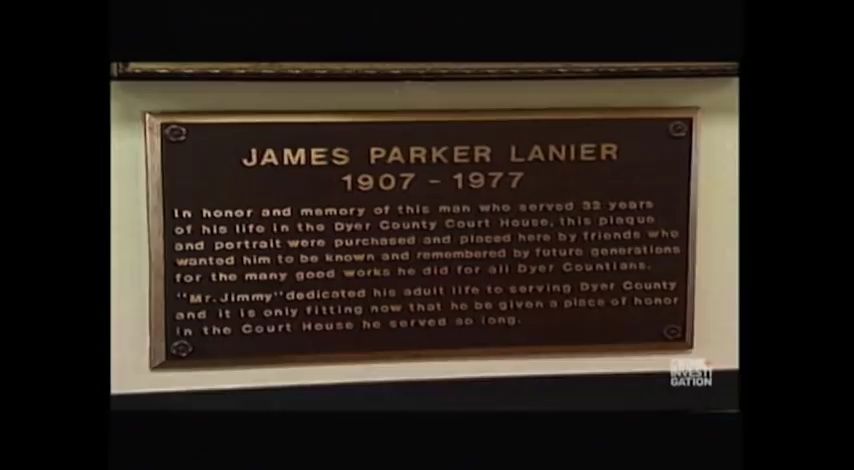 JAMES PARKER LANIER
1907 - 1977
In honor and memory of this man who served 32 years
of his life in the Dyer County Court House, this plaque
and portrait were purchased and placed here by friends who
wanted him to be known and remembered by future generations
for the many good works he did for all Dyer Countians.
"Mr. Jimmy" dedicated his adult life to serving Dyer County
and it is only fitting now that he be given a place of honor
in the Court House he served so long.
INVESTI
GATION